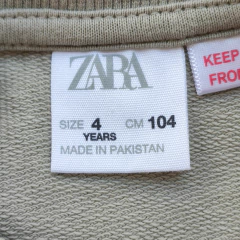 ZARA
SIZE 4 YEARS CM 104
MADE IN PAKISTAN
KEEP
FROM